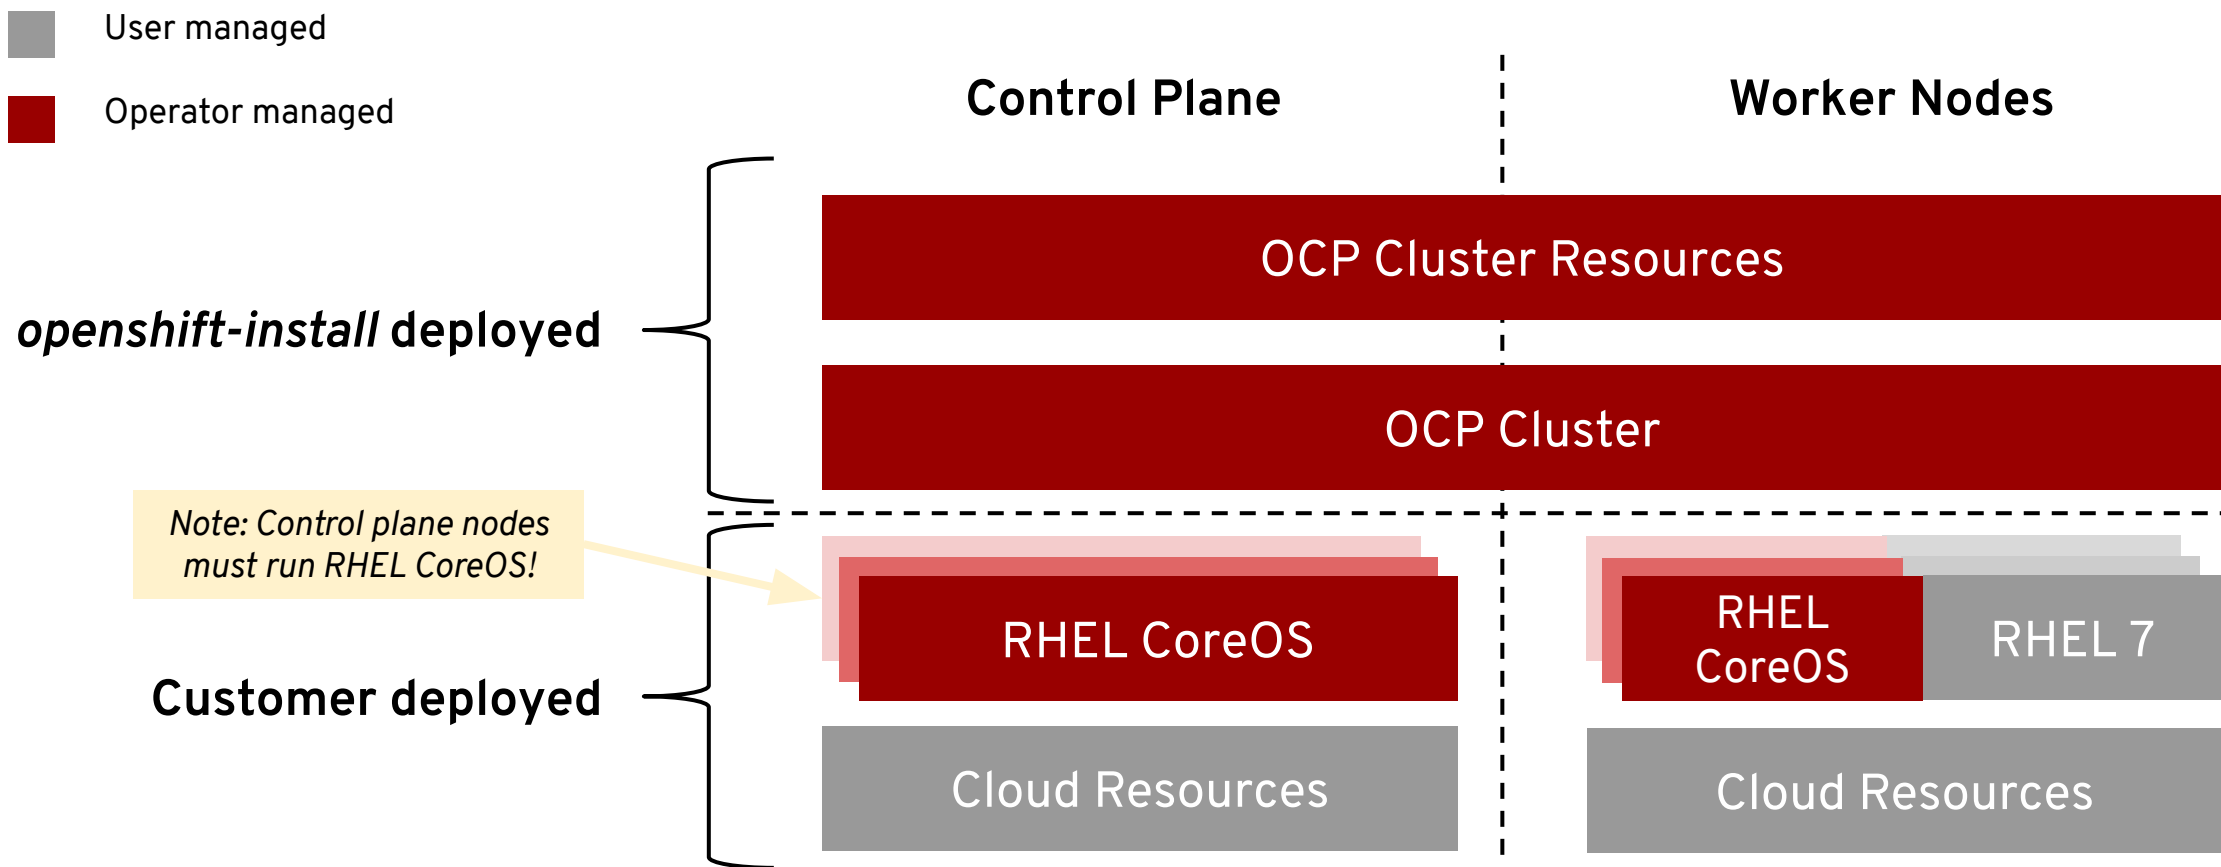 User managed
Operator managed
Control Plane
Worker Nodes
OCP Cluster Resources
openshift-install deployed
OCP Cluster
Note: Control plane nodes
must run RHEL CoreOS!
RHEL CoreOS
RHEL
CoreOS
RHEL 7
Customer deployed
Cloud Resources
Cloud Resources